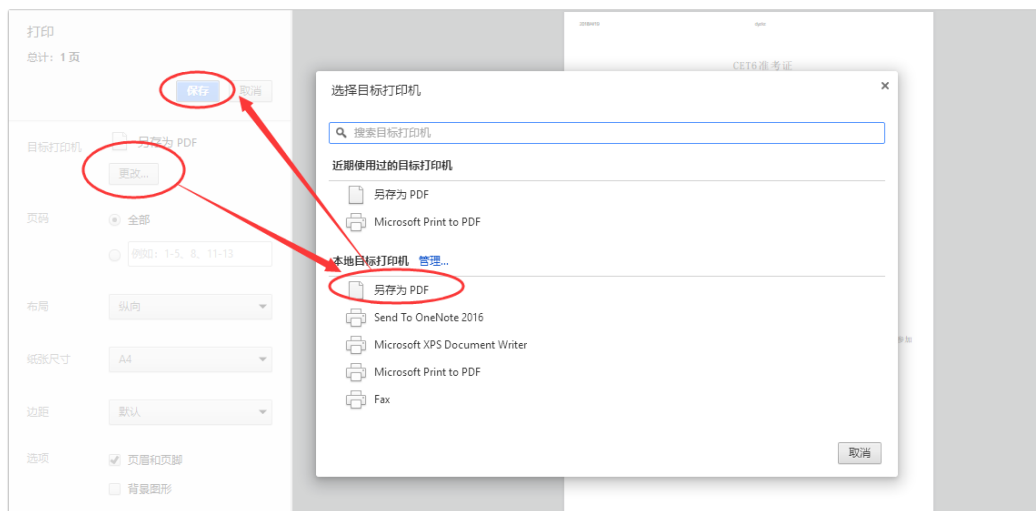 打印
总计：1 页
保存
取消
目标打印机
另存为 PDF
更改...
页码
全部
例如：1-5、8、11-13
布局
纵向
纸张尺寸
A4
边距
默认
选项
页眉和页脚
背景图形
CET6准考证
选择目标打印机
×
搜索目标打印机
近期使用过的目标打印机
另存为 PDF
Microsoft Print to PDF
本地目标打印机 管理...
另存为 PDF
Send To OneNote 2016
Microsoft XPS Document Writer
Microsoft Print to PDF
Fax
取消
参加